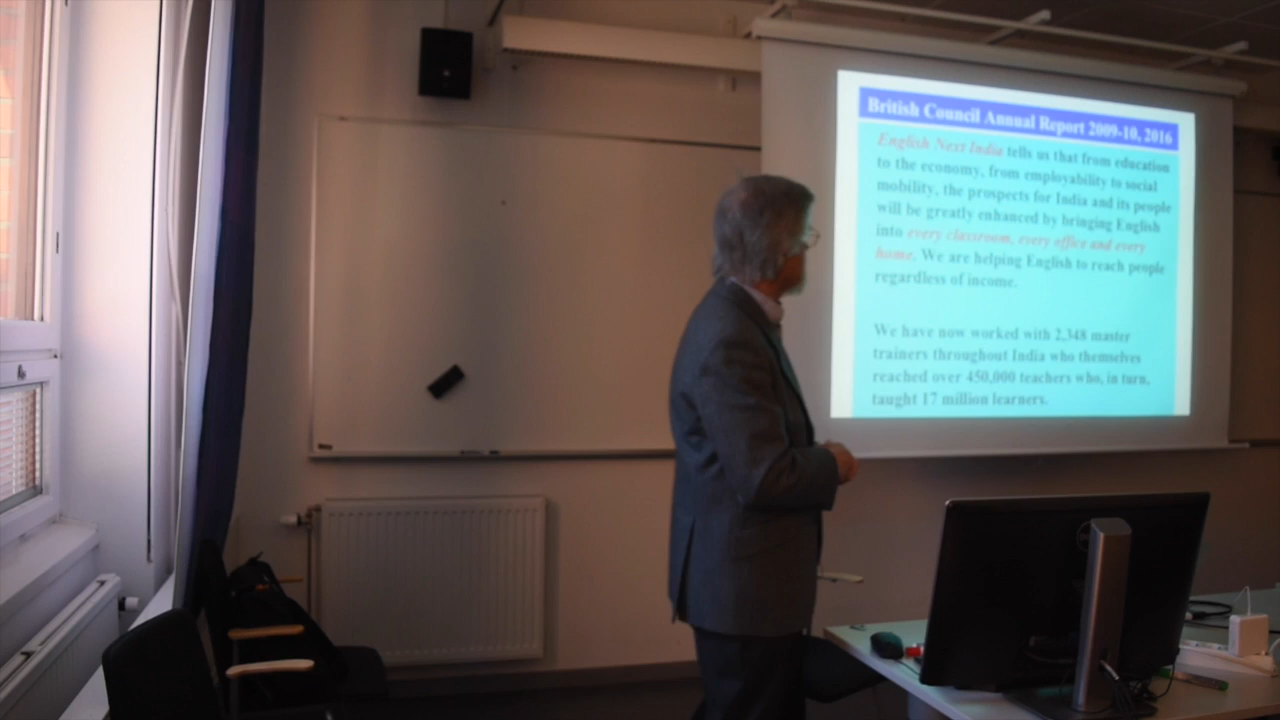 British Council Annual Report 2009-10, 2016
English Next India tells us that from education
to the economy, from employability to social
mobility, the prospects for India and its people
will be greatly enhanced by bringing English
into every classroom, every office and every
home. We are helping English to reach people
regardless of income.
We have now worked with 2,348 master
trainers throughout India who themselves
reached over 450,000 teachers who, in turn,
taught 17 million learners.